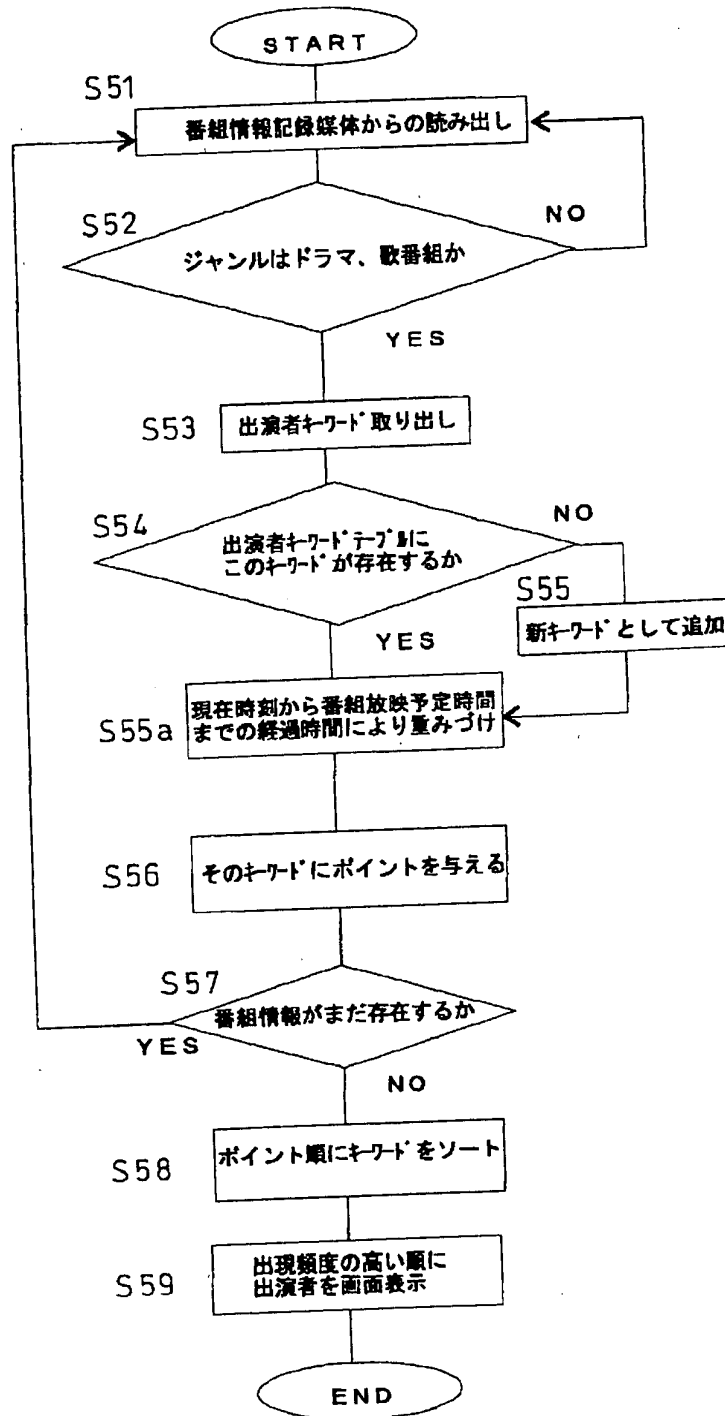 START
S51
番組情報記録媒体からの読み出し
S52
NO
ジャンルはドラマ、歌番組か
YES
S53
出演者ｷｰﾜｰﾄﾞ取り出し
S54
NO
出演者ｷｰﾜｰﾄﾞﾃｰﾌﾞﾙに
このｷｰﾜｰﾄﾞが存在するか
S55
YES
新ｷｰﾜｰﾄﾞとして追加
S55a
現在時刻から番組放映予定時間
までの経過時間により重みづけ
S56
そのｷｰﾜｰﾄﾞにポイントを与える
S57
番組情報がまだ存在するか
YES
NO
S58
ポイント順にｷｰﾜｰﾄﾞをソート
S59
出現頻度の高い順に
出演者を画面表示
END